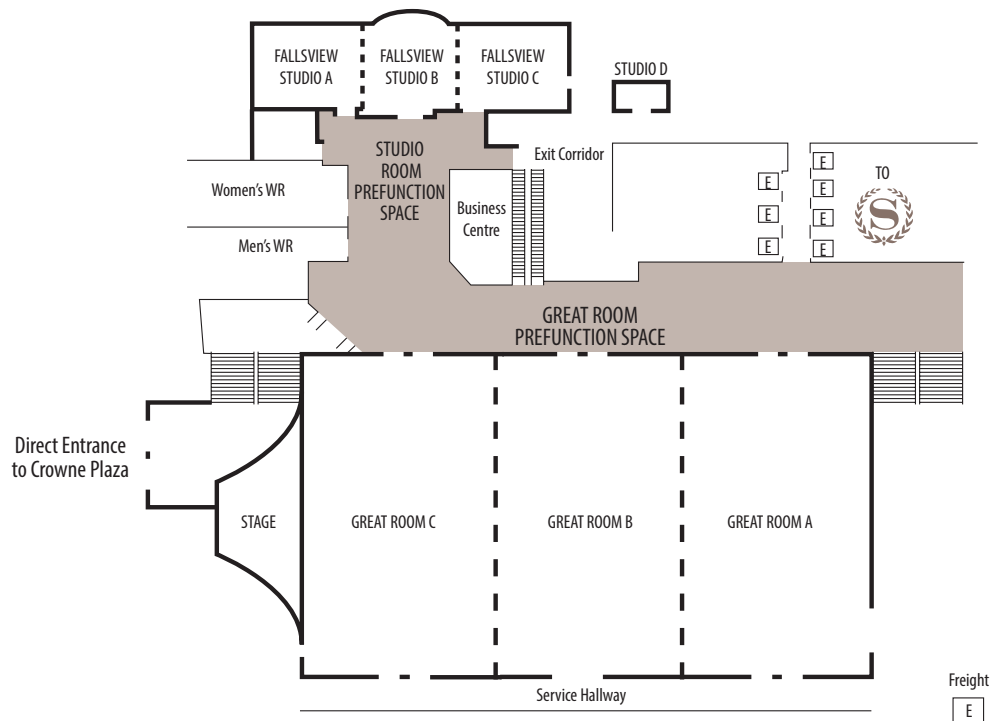 FALLSVIEW
STUDIO A
FALLSVIEW
STUDIO B
FALLSVIEW
STUDIO C
STUDIO D
STUDIO
ROOM
PREFUNCTION
SPACE
Exit Corridor
Women's WR
Business
Centre
Men's WR
E
E
E
E
E
E
E
TO
S
GREAT ROOM
PREFUNCTION SPACE
Direct Entrance
to Crowne Plaza
STAGE
GREAT ROOM C
GREAT ROOM B
GREAT ROOM A
Service Hallway
Freight
E